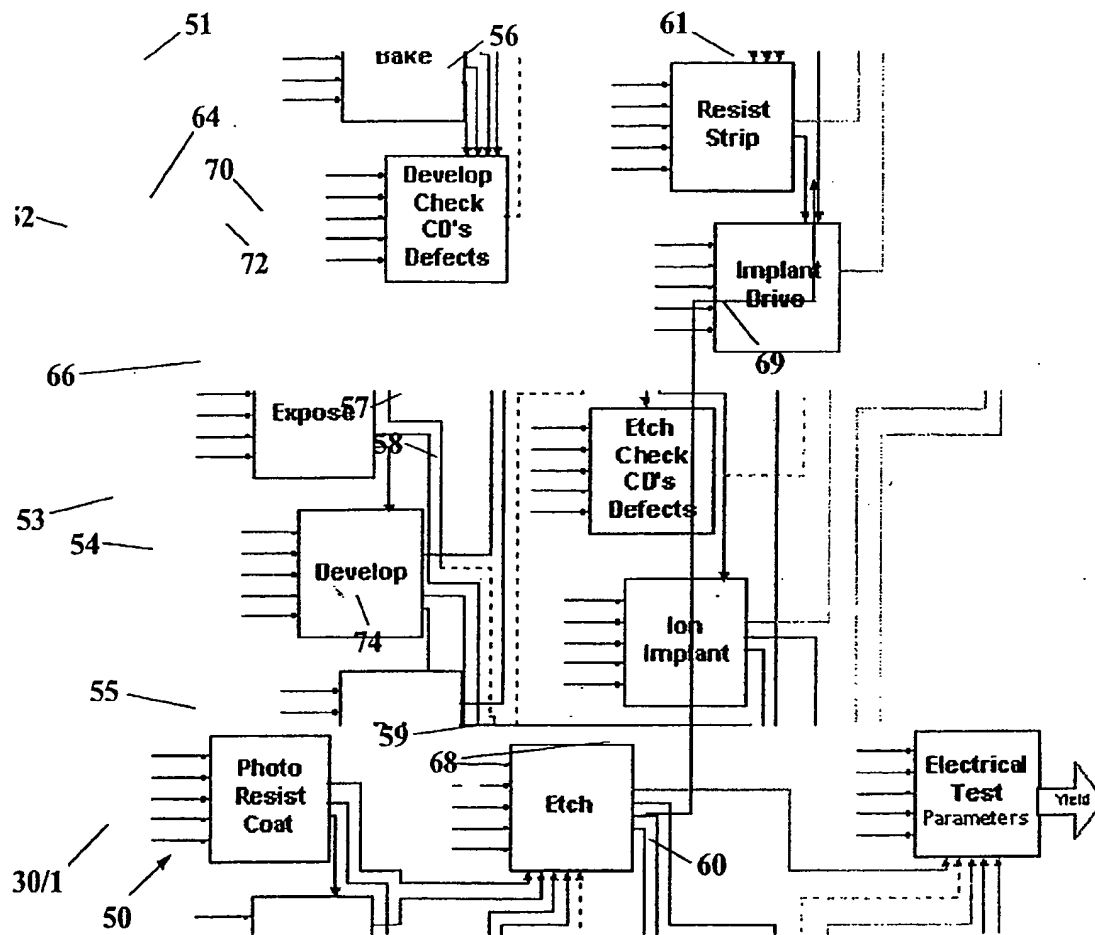 51
56
61
Bake
64
Resist
Strip
70
Develop
Check
CD's
Defects
72
Implant
Drive
69
66
57
Expose
58
Etch
Check
CD's
Defects
53
54
Develop
74
Ion
Implant
55
59
68
Photo
Resist
Coat
Etch
Electrical
Test
Parameters
Yield
60
30/1
50